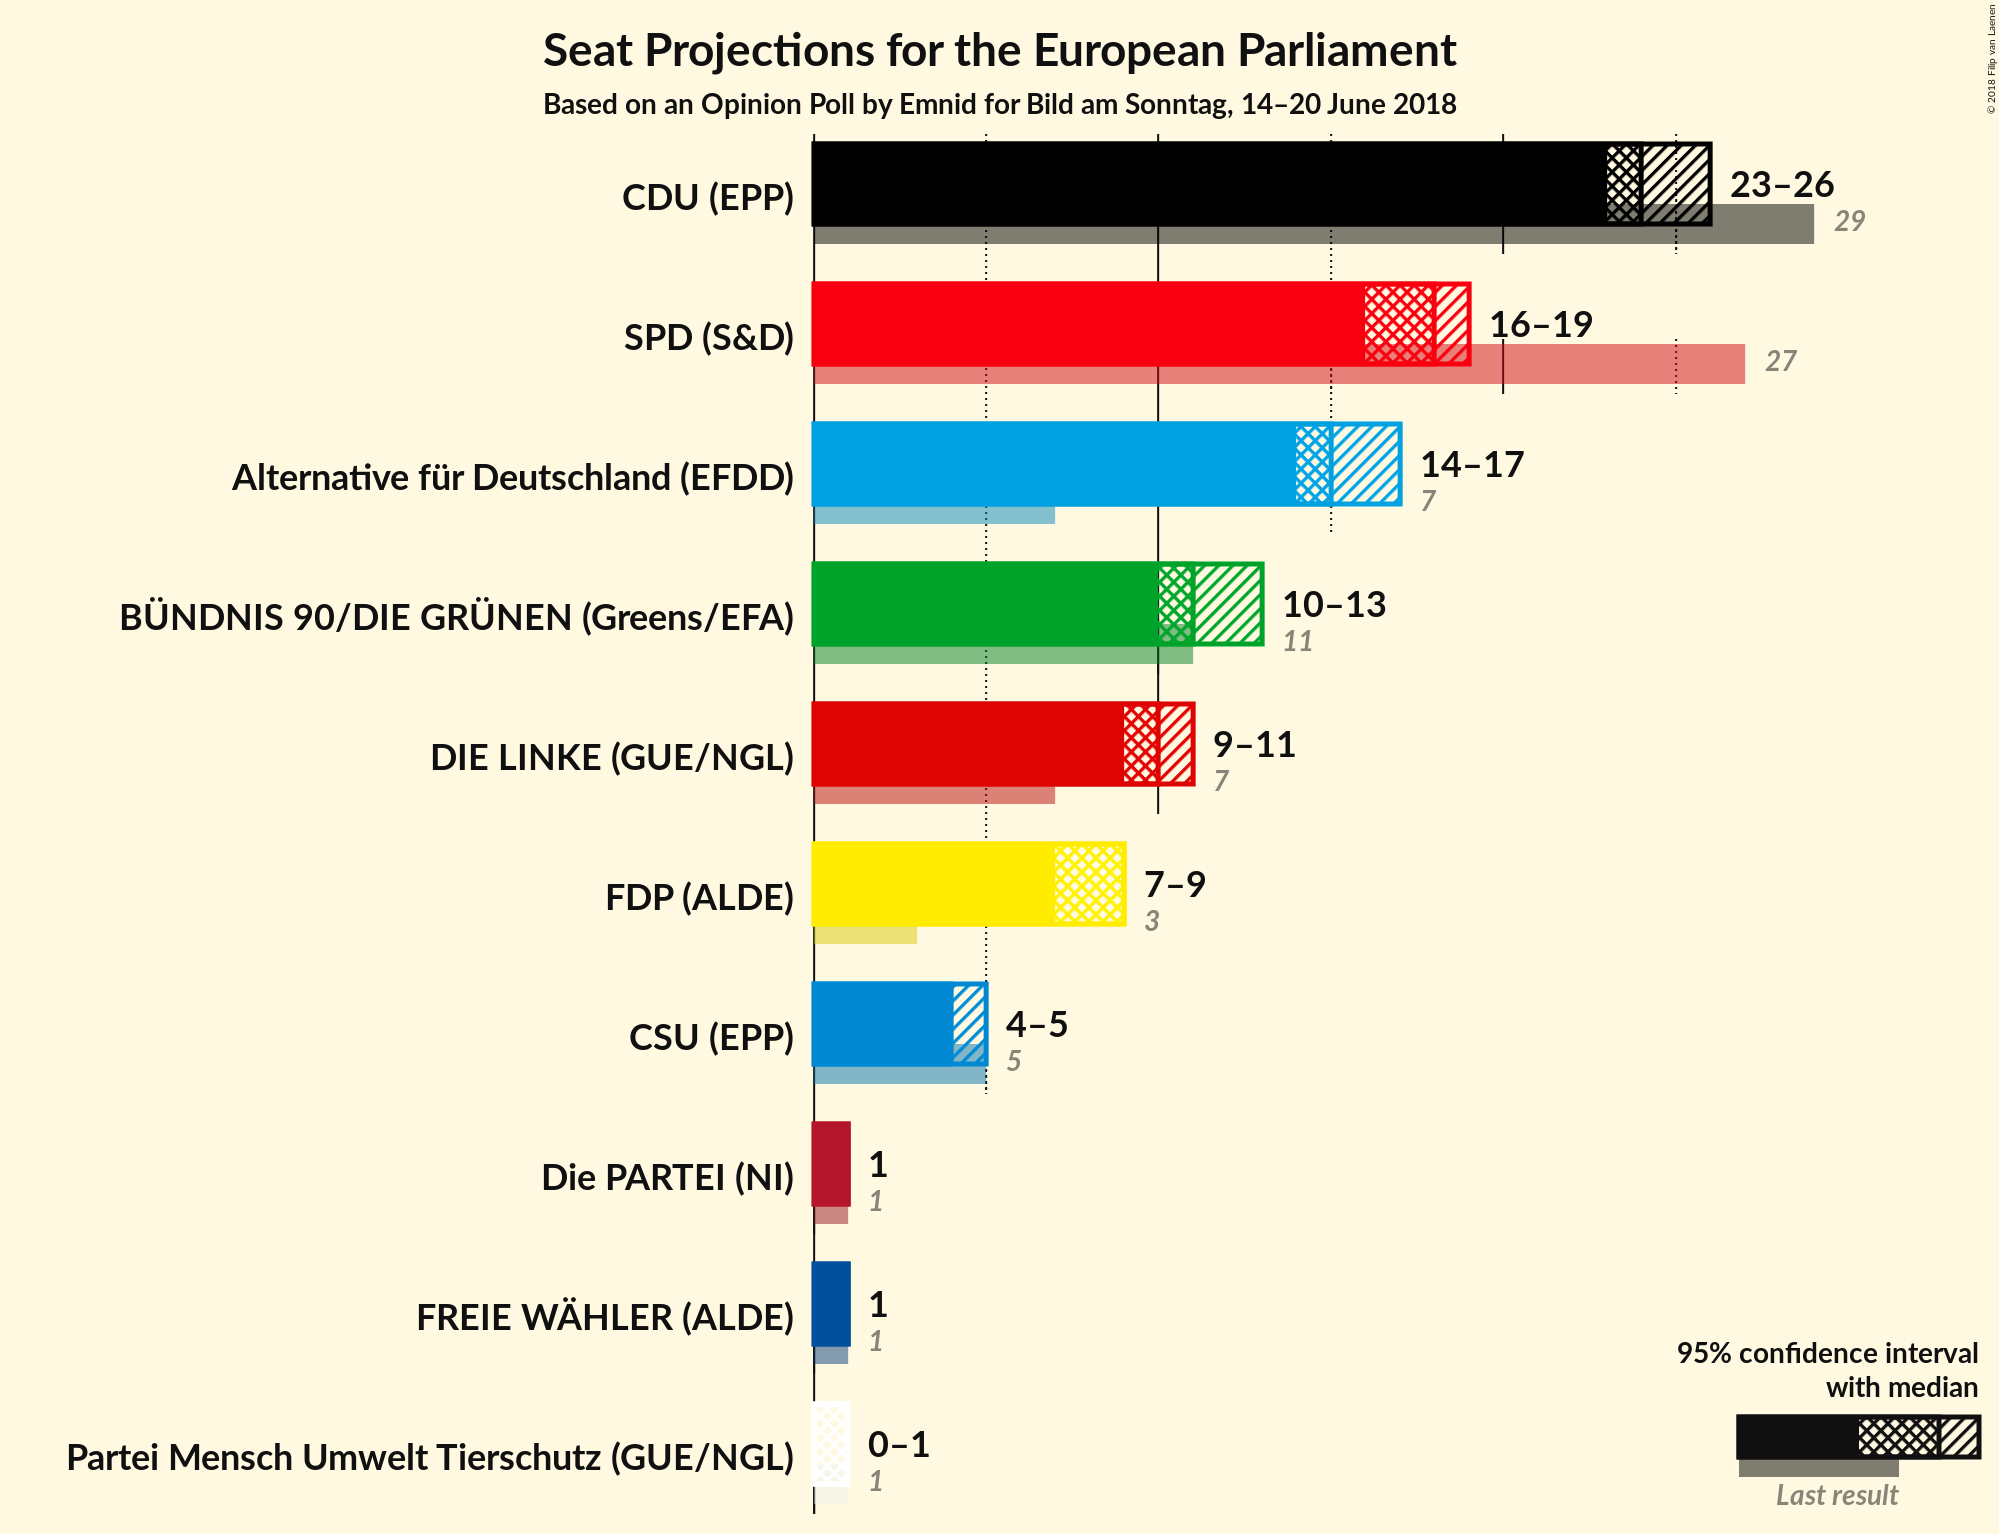 Seat Projections for the European Parliament
Based on an Opinion Poll by Emnid for Bild am Sonntag, 14–20 June 2018
© 2018 Filip van Laenen
CDU (EPP)
23–26
29
SPD (S&D)
16–19
27
Alternative für Deutschland (EFDD)
14–17
7
BÜNDNIS 90/DIE GRÜNEN (Greens/EFA)
10–13
11
DIE LINKE (GUE/NGL)
9–11
7
FDP (ALDE)
7–9
3
CSU (EPP)
4–5
5
Die PARTEI (NI)
1
1
FREIE WÄHLER (ALDE)
1
1
Partei Mensch Umwelt Tierschutz (GUE/NGL)
0–1
1
95% confidence interval
with median
Last result